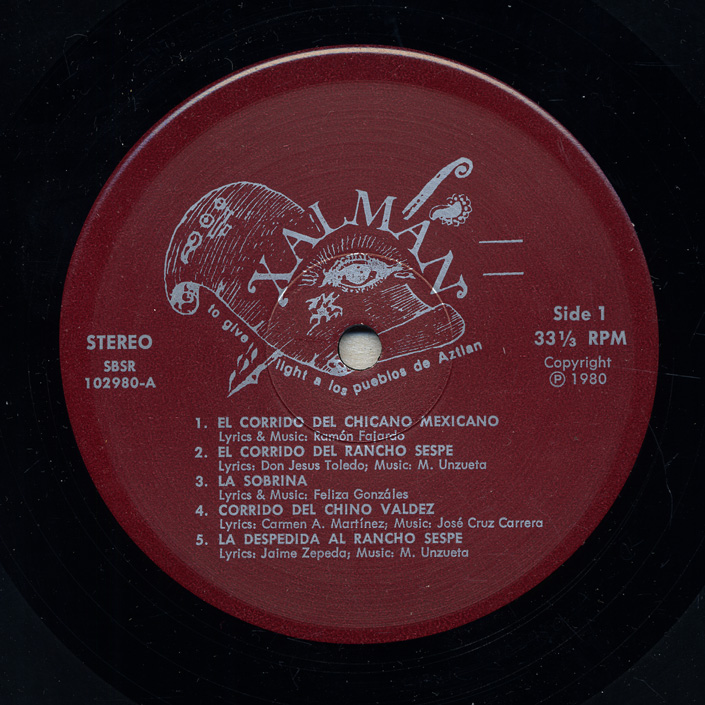 XALMAN
to give light a los pueblos de Aztlan
STEREO
SBSR
102980-A
Side 1
33 1/3 RPM
Copyright
Ⓟ 1980
1. EL CORRIDO DEL CHICANO MEXICANO
Lyrics & Music: Ramón Fajardo
2. EL CORRIDO DEL RANCHO SESPE
Lyrics: Don Jesus Toledo; Music: M. Unzueta
3. LA SOBRINA
Lyrics & Music: Feliza Gonzáles
4. CORRIDO DEL CHINO VALDEZ
Lyrics: Carmen A. Martínez; Music: José Cruz Carrera
5. LA DESPEDIDA AL RANCHO SESPE
Lyrics: Jaime Zepeda; Music: M. Unzueta